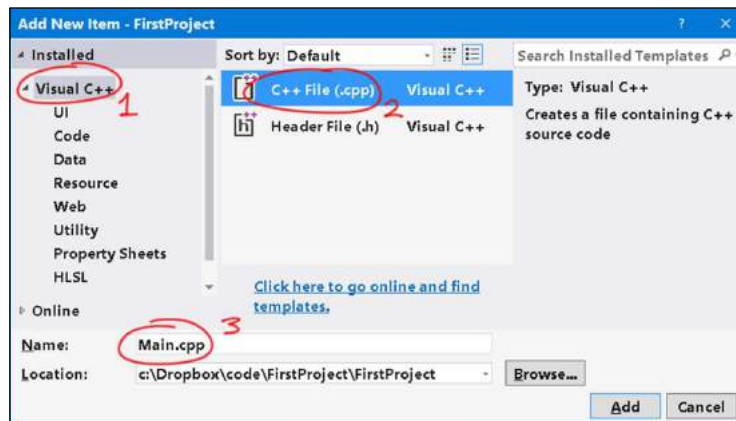 Add New Item - FirstProject ? ×
Installed
Sort by: Default
Search Installed Templates
Visual C++
1
UI
Code
Data
Resource
Web
Utility
Property Sheets
HLSL
Online
C++ File (.cpp) Visual C++
2
Header File (.h) Visual C++
Type: Visual C++
Creates a file containing C++
source code
Click here to go online and find
templates.
3
Name: Main.cpp
Location: c:\Dropbox\code\FirstProject\FirstProject
Browse...
Add Cancel